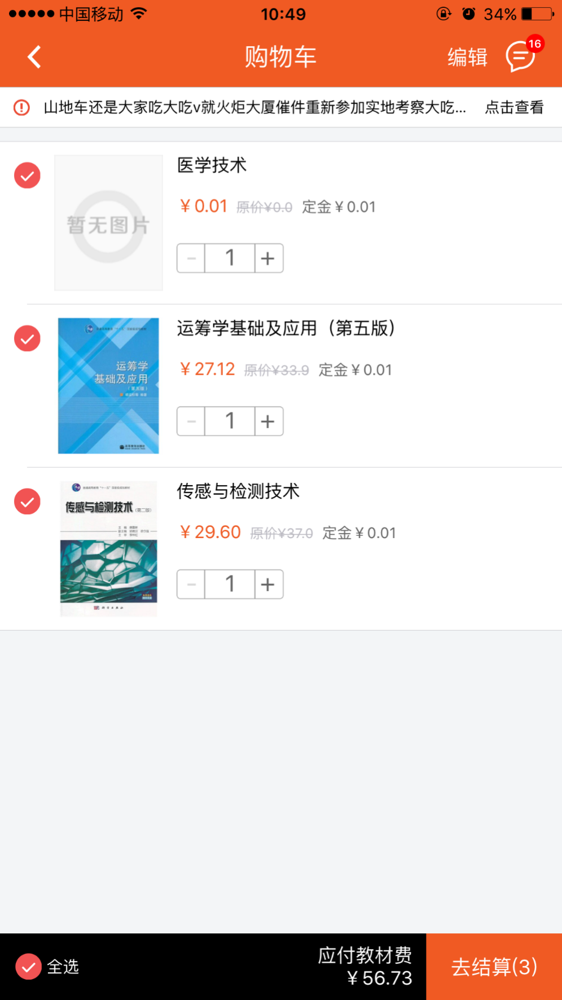 中国移动 10:49 34%
购物车 编辑 16
山地车还是大家吃大吃v就火炬大厦催件重新参加实地考察大吃... 点击查看
暂无图片
医学技术
¥0.01 原价¥0.0 定金¥0.01
− 1 +
运筹学
基础及应用
(第五版)
运筹学基础及应用（第五版）
¥27.12 原价¥33.9 定金¥0.01
− 1 +
传感与检测技术(第二版)
传感与检测技术
¥29.60 原价¥37.0 定金¥0.01
− 1 +
全选
应付教材费
¥56.73
去结算(3)